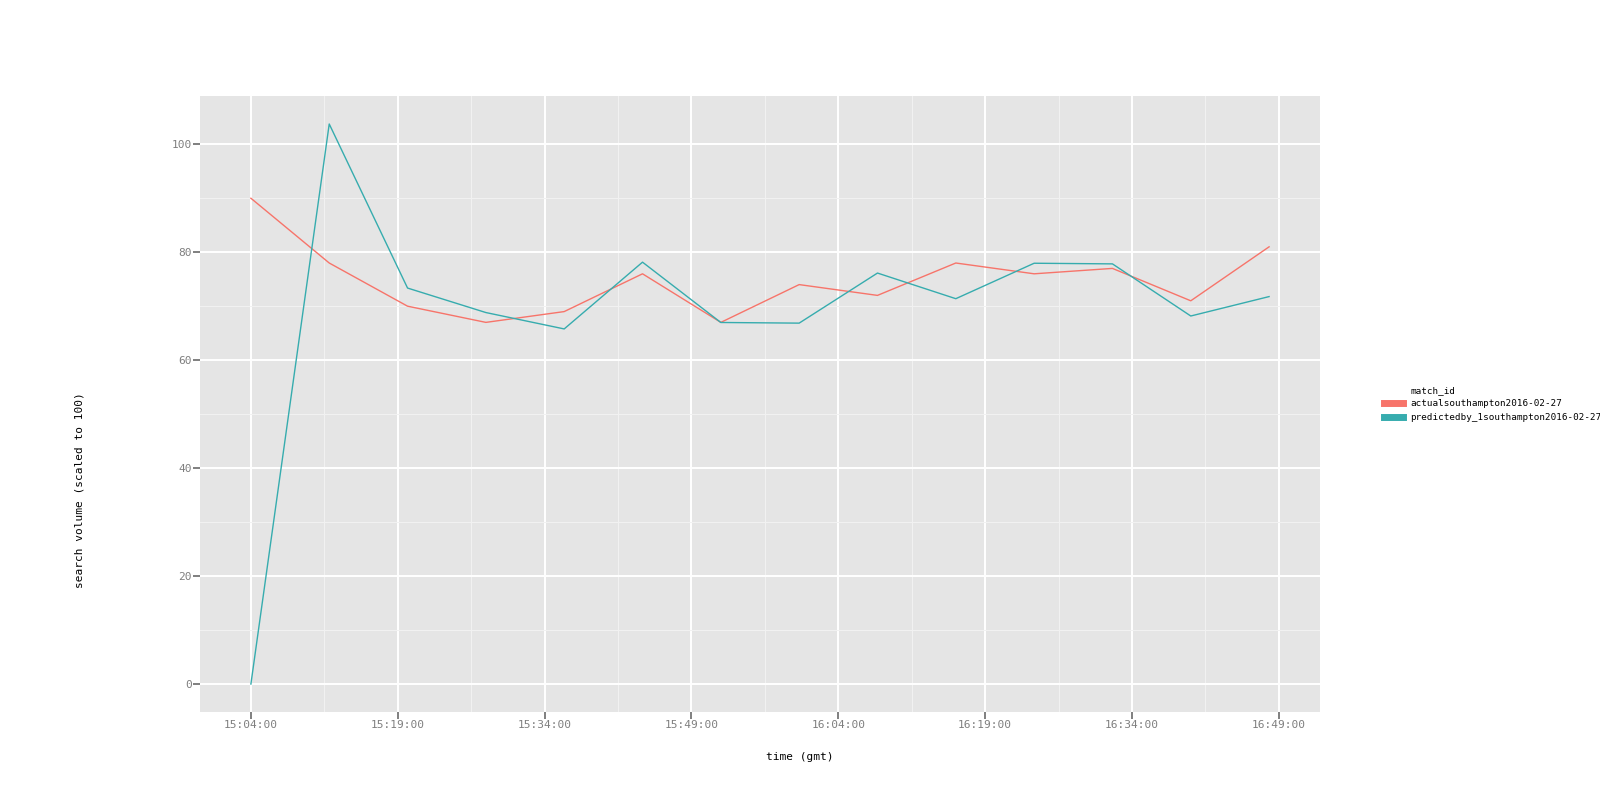 100
80
60
40
20
0
search volume (scaled to 100)
15:04:00 15:19:00 15:34:00 15:49:00 16:04:00 16:19:00 16:34:00 16:49:00
time (gmt)
match_id
actualsouthampton2016-02-27
predictedby_1southampton2016-02-27